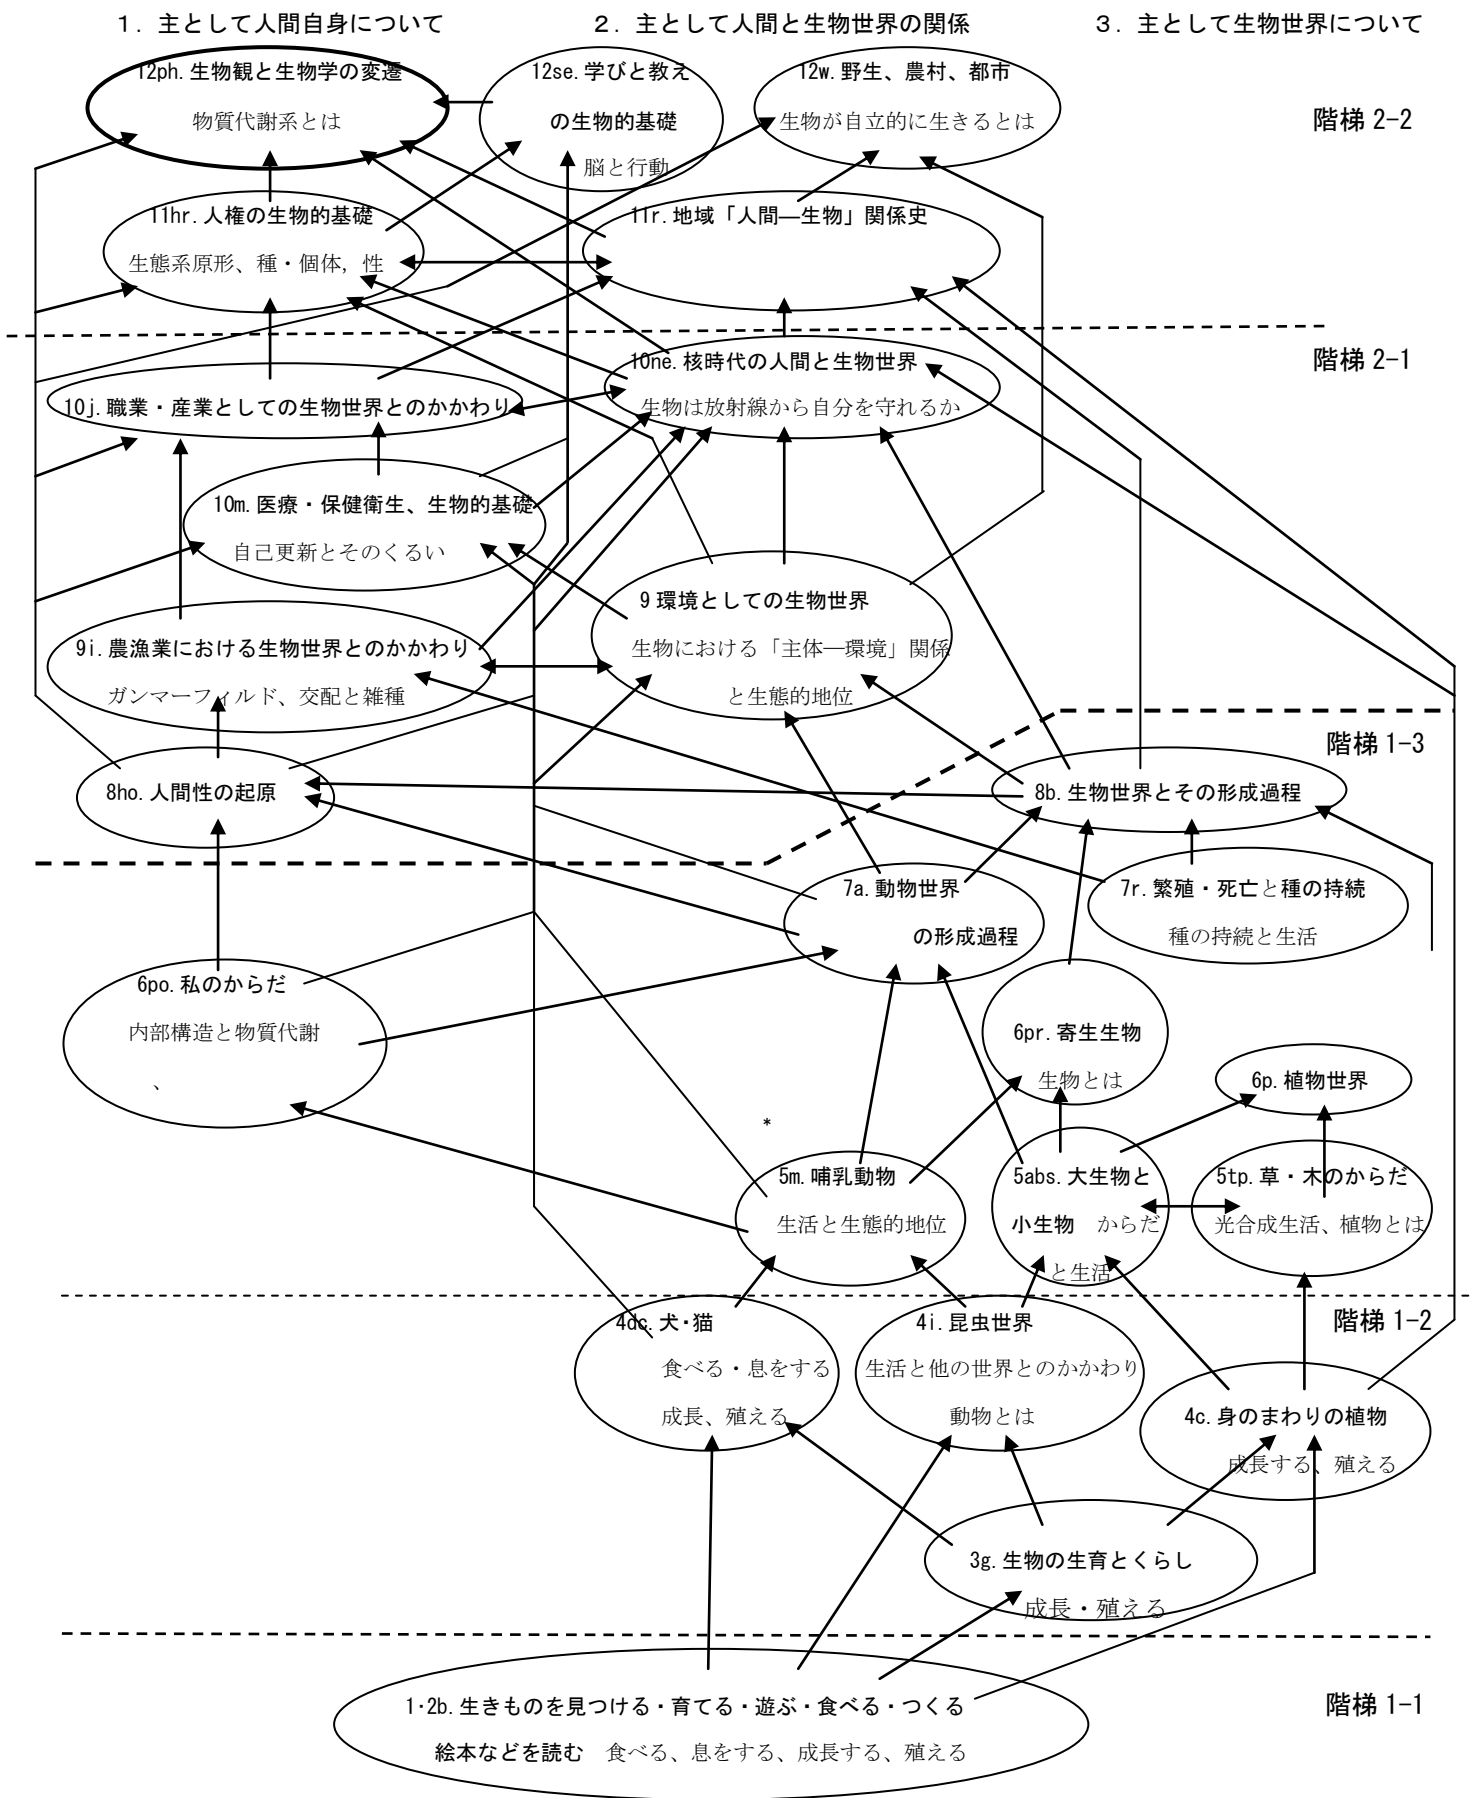 1. 主として人間自身について
2. 主として人間と生物世界の関係
3. 主として生物世界について
12ph. 生物観と生物学の変遷
物質代謝系とは
12se. 学びと教え
の生物的基礎
脳と行動
12w. 野生、農村、都市
生物が自立的に生きるとは
階梯 2-2
11hr. 人権の生物的基礎
生態系原形、種・個体, 性
11r. 地域「人間―生物」関係史
階梯 2-1
10ne. 核時代の人間と生物世界
生物は放射線から自分を守れるか
10j. 職業・産業としての生物世界とのかかわり
10m. 医療・保健衛生、生物的基礎
自己更新とそのくるい
9 環境としての生物世界
生物における「主体―環境」関係
と生態的地位
9i. 農漁業における生物世界とのかかわり
ガンマーフィルド、交配と雑種
階梯 1-3
8ho. 人間性の起原
8b. 生物世界とその形成過程
7a. 動物世界
の形成過程
7r. 繁殖・死亡と種の持続
種の持続と生活
6po. 私のからだ
内部構造と物質代謝
、
6pr. 寄生生物
生物とは
6p. 植物世界
*
5m. 哺乳動物
生活と生態的地位
5abs. 大生物と
小生物 からだ
と生活
5tp. 草・木のからだ
光合成生活、植物とは
階梯 1-2
4dc. 犬・猫
食べる・息をする
成長、殖える
4i. 昆虫世界
生活と他の世界とのかかわり
動物とは
4c. 身のまわりの植物
成長する、殖える
3g. 生物の生育とくらし
成長・殖える
階梯 1-1
1・2b. 生きものを見つける・育てる・遊ぶ・食べる・つくる
絵本などを読む 食べる、息をする、成長する、殖える